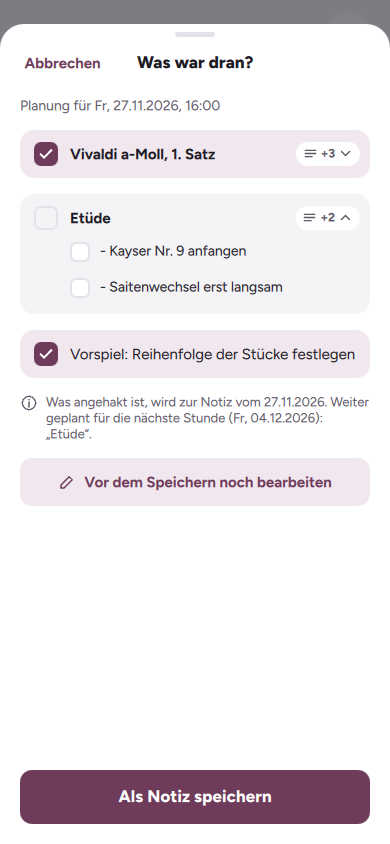 Abbrechen
Was war dran?
Planung für Fr, 27.11.2026, 16:00
Vivaldi a-Moll, 1. Satz
+3
Etüde
+2
- Kayser Nr. 9 anfangen
- Saitenwechsel erst langsam
Vorspiel: Reihenfolge der Stücke festlegen
Was angehakt ist, wird zur Notiz vom 27.11.2026. Weiter
geplant für die nächste Stunde (Fr, 04.12.2026):
„Etüde“.
Vor dem Speichern noch bearbeiten
Als Notiz speichern